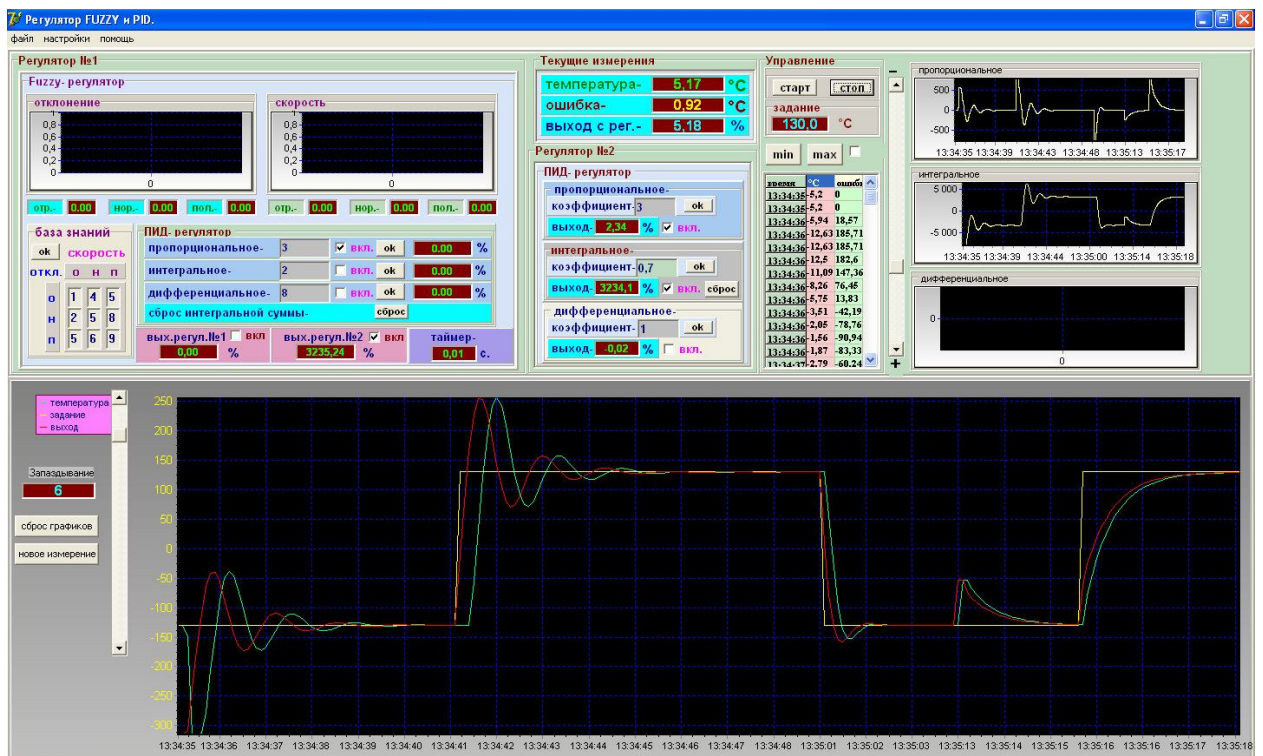 Регулятор FUZZY и PID.
файл настройки помощь
Регулятор №1
Fuzzy- регулятор
отклонение
1
0,8
0,6
0,4
0,2
0
0
скорость
1
0,8
0,6
0,4
0,2
0
0
отр.- 0.00 нор.- 0.00 пол.- 0.00
отр.- 0.00 нор.- 0.00 пол.- 0.00
база знаний
ok скорость
откл. о н п
о 1 4 5
н 2 5 8
п 5 6 9
ПИД- регулятор
пропорциональное- 3 вкл. ok 0.00 %
интегральное- 2 вкл. ok 0.00 %
дифференциальное- 8 вкл. ok 0.00 %
сброс интегральной суммы- сброс
вых.регул.№1 вкл
0,00 %
вых.регул.№2 вкл
3235,24 %
таймер-
0,01 с.
Текущие измерения
температура- 5,17 °C
ошибка- 0,92 °C
выход с рег.- 5,18 %
Регулятор №2
ПИД- регулятор
пропорциональное-
коэффициент- 3 ok
выход- 2,34 % вкл.
интегральное-
коэффициент- 0,7 ok
выход- 3234,1 % вкл. сброс
дифференциальное-
коэффициент- 1 ok
выход- -0,02 % вкл.
Управление
старт стоп
задание
130,0 °C
min max
время °C ошибк
13:34:35 -5,2 0
13:34:35 -5,2 0
13:34:36 -5,94 18,57
13:34:36 -12,63 185,71
13:34:36 -12,63 185,71
13:34:36 -12,5 182,6
13:34:36 -11,09 147,36
13:34:36 -8,26 76,45
13:34:36 -5,75 13,83
13:34:36 -3,51 -42,19
13:34:36 -2,05 -78,76
13:34:36 -1,56 -90,94
13:34:36 -1,87 -83,33
13:34:37 -2,79 -60,24
–
+
пропорциональное
500
0
-500
13:34:35 13:34:39 13:34:43 13:34:48 13:35:13 13:35:17
интегральное
5 000
0
-5 000
13:34:35 13:34:39 13:34:44 13:35:00 13:35:14 13:35:18
дифференциальное
0
0
температура
задание
выход
Запаздывание
6
сброс графиков
новое измерение
250
200
150
100
50
0
-50
-100
-150
-200
-250
-300
13:34:35 13:34:36 13:34:37 13:34:38 13:34:39 13:34:40 13:34:41 13:34:42 13:34:43 13:34:44 13:34:45 13:34:46 13:34:47 13:34:48 13:35:01 13:35:02 13:35:03 13:35:13 13:35:15 13:35:15 13:35:16 13:35:17 13:35:18